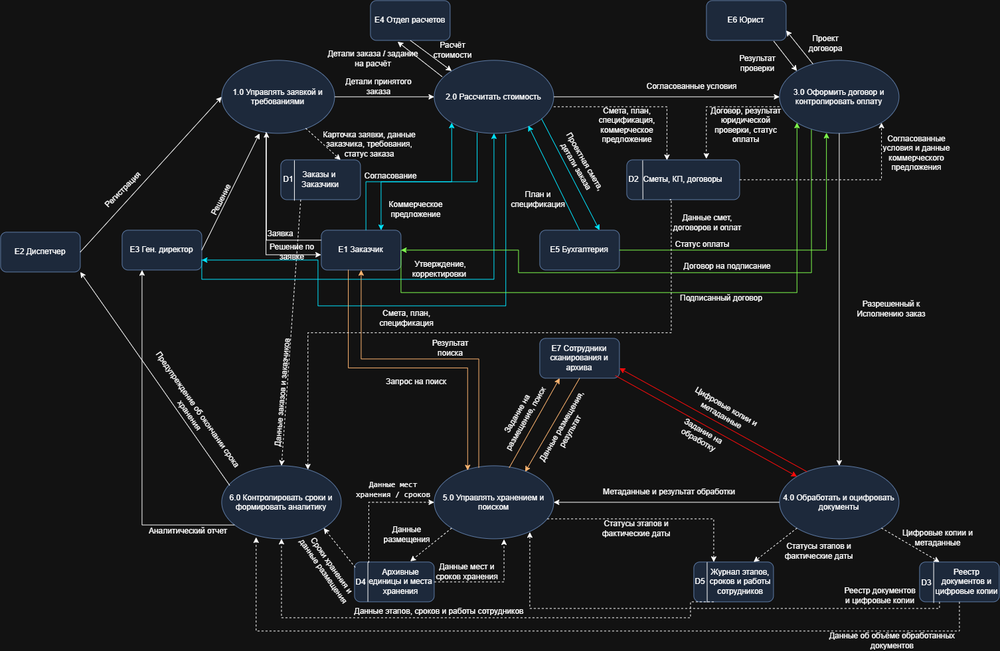 E4 Отдел расчетов
E6 Юрист
Расчёт
стоимости
Детали заказа / задание
на расчёт
Проект
договора
Результат
проверки
1.0 Управлять заявкой и
требованиями
Детали принятого
заказа
2.0 Рассчитать стоимость
Согласованные условия
3.0 Оформить договор и
контролировать оплату
Смета, план,
спецификация,
коммерческое
предложение
Договор, результат
юридической
проверки, статус
оплаты
Карточка заявки, данные
заказчика, требования,
статус заказа
Проектная смета,
детали заказа
Согласованные
условия и данные
коммерческого
предложения
Регистрация
D1
Заказы и
Заказчики
Согласование
D2
Сметы, КП, договоры
Решение
Коммерческое
предложение
План и
спецификация
Данные смет,
договоров и оплат
E2 Диспетчер
E3 Ген. директор
Заявка
Решение по
заявке
E1 Заказчик
E5 Бухгалтерия
Статус оплаты
Утверждение,
корректировки
Договор на подписание
Подписанный договор
Смета, план,
спецификация
Разрешенный к
Исполнению заказ
Данные заказов и заказчиков
Результат
поиска
E7 Сотрудники
сканирования и
архива
Предупреждение об окончании срока
хранения
Запрос на поиск
Задание на
размещение, поиск
Данные размещения,
результат
Цифровые копии и
метаданные
Задание на
обработку
6.0 Контролировать сроки и
формировать аналитику
Данные мест
хранения / сроков
5.0 Управлять хранением и
поиском
Метаданные и результат обработки
4.0 Обработать и оцифровать
документы
Аналитический отчет
Данные
размещения
Статусы этапов и
фактические даты
Статусы этапов и
фактические даты
Цифровые копии и
метаданные
Сроки хранения и
данные размещения
D4
Архивные
единицы и места
хранения
Данные мест и
сроков хранения
D5
Журнал этапов,
сроков и работы
сотрудников
D3
Реестр
документов и
цифровые копии
Реестр документов
и цифровые копии
Данные этапов, сроков и работы сотрудников
Данные об объёме обработанных
документов